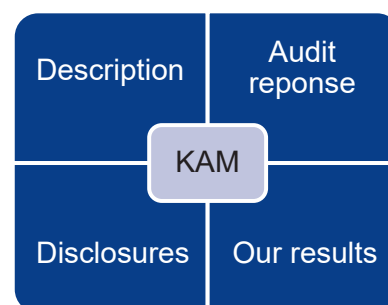 Description
Audit
reponse
KAM
Disclosures
Our results